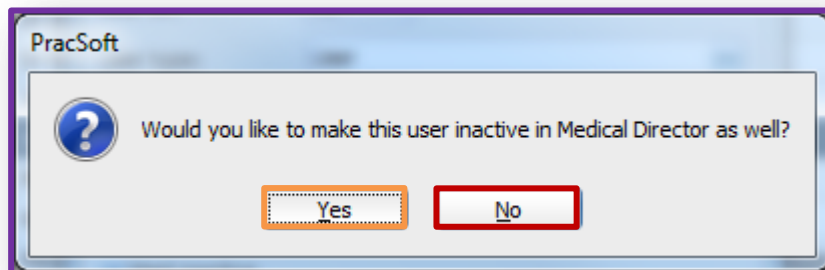 PracSoft
Would you like to make this user inactive in Medical Director as well?
Yes
No